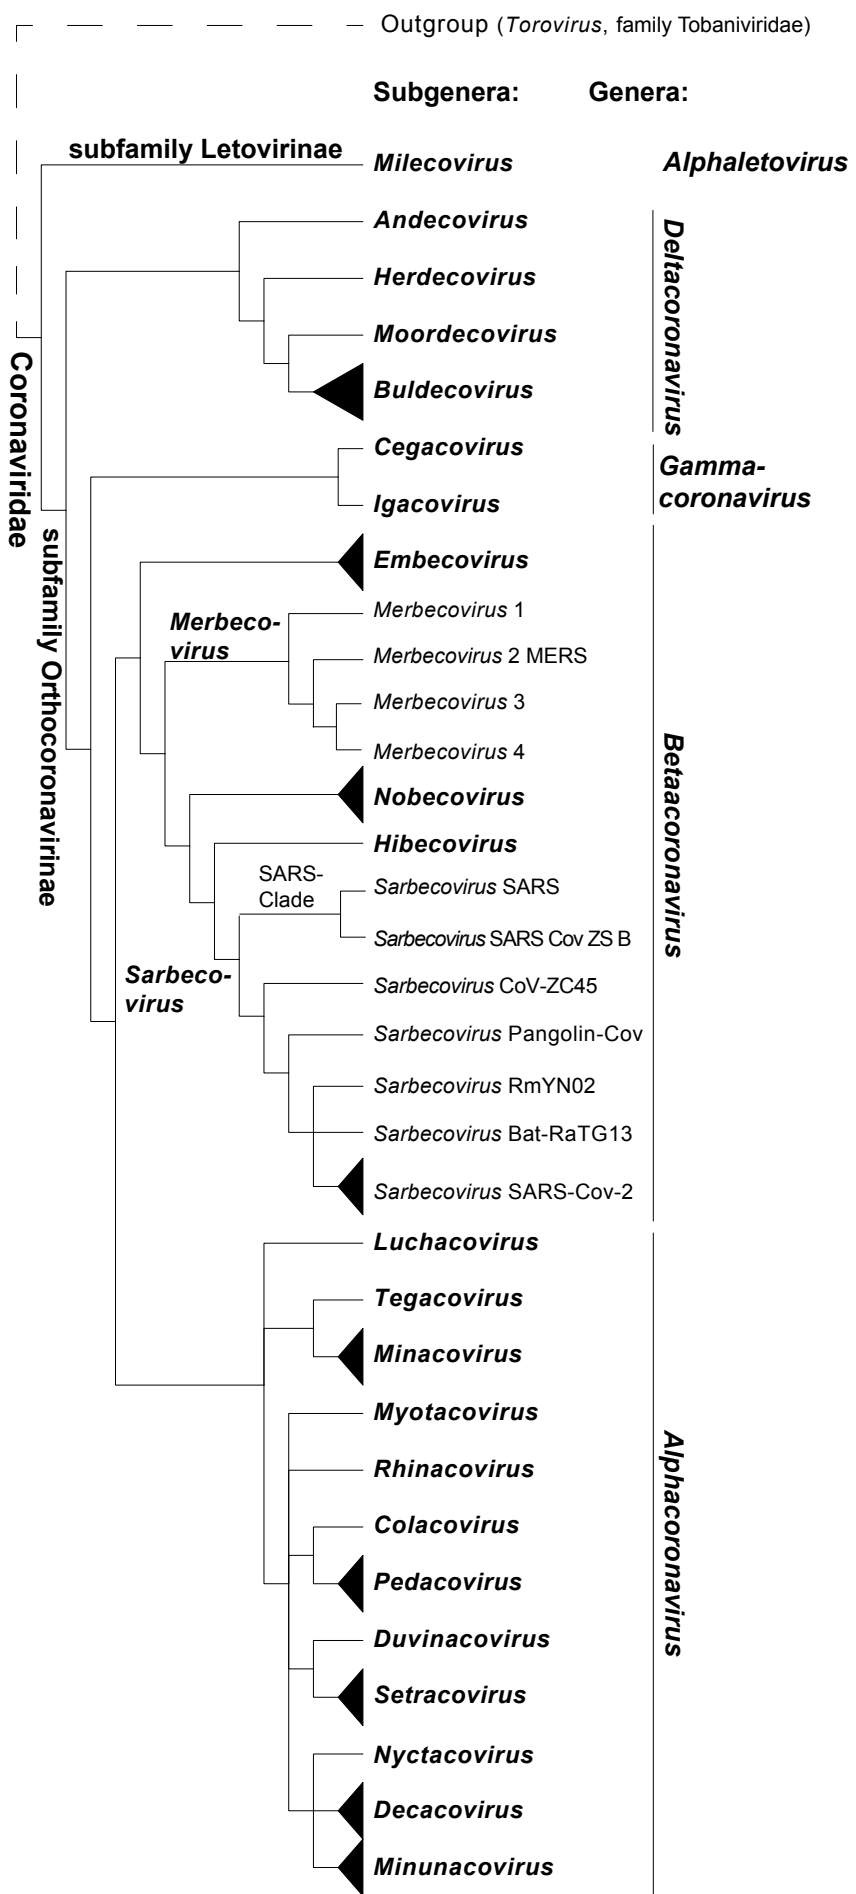 Outgroup (Torovirus, family Tobaniviridae)
Subgenera: Genera:
subfamily Letovirinae
Milecovirus
Alphaletovirus
Andecovirus
Herdecovirus
Moordecovirus
Buldecovirus
Deltacoronavirus
Coronaviridae
Cegacovirus
Igacovirus
Gamma-
coronavirus
subfamily Orthocoronavirinae
Embecovirus
Merbeco-
virus
Merbecovirus 1
Merbecovirus 2 MERS
Merbecovirus 3
Merbecovirus 4
Nobecovirus
Hibecovirus
SARS-
Clade
Sarbecovirus SARS
Sarbecovirus SARS Cov ZS B
Sarbeco-
virus
Sarbecovirus CoV-ZC45
Sarbecovirus Pangolin-Cov
Sarbecovirus RmYN02
Sarbecovirus Bat-RaTG13
Sarbecovirus SARS-Cov-2
Betaacoronavirus
Luchacovirus
Tegacovirus
Minacovirus
Myotacovirus
Rhinacovirus
Colacovirus
Pedacovirus
Duvinacovirus
Setracovirus
Nyctacovirus
Decacovirus
Minunacovirus
Alphacoronavirus